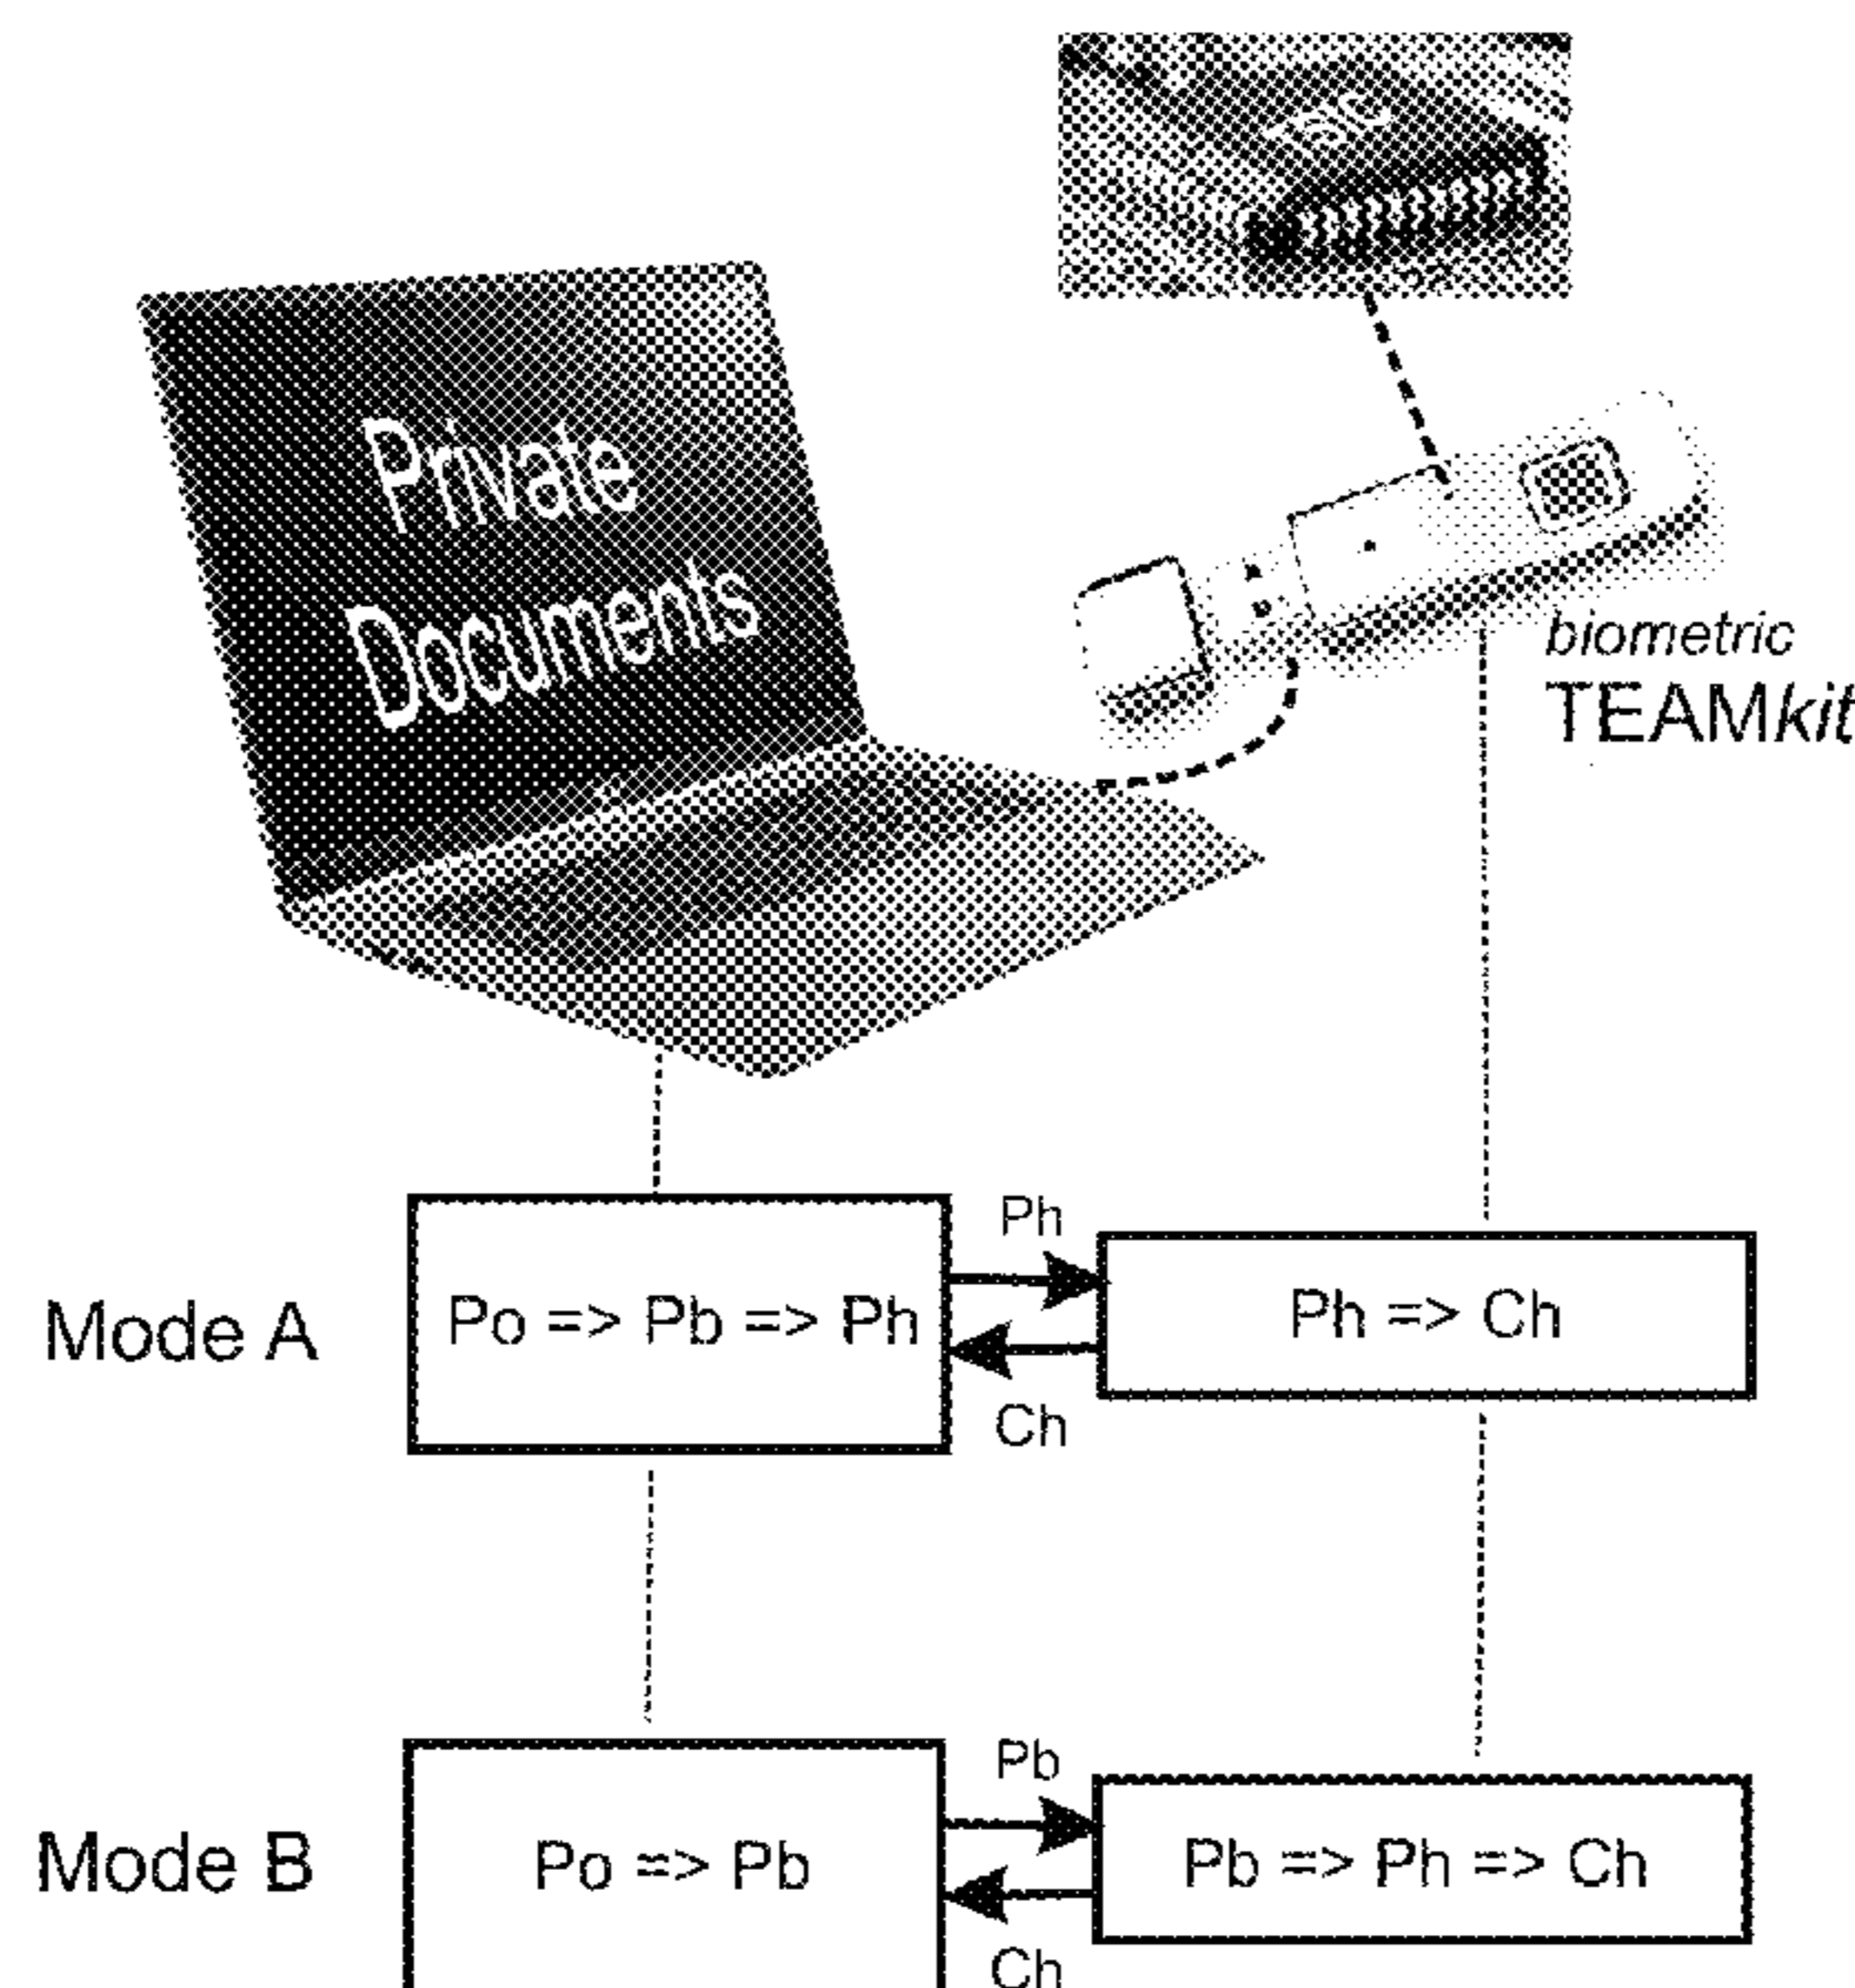 Private
Documents
biometric
TEAMkit
Mode A
Po => Pb => Ph
Ph
Ch
Ph => Ch
Mode B
Po => Pb
Pb
Ch
Pb => Ph => Ch